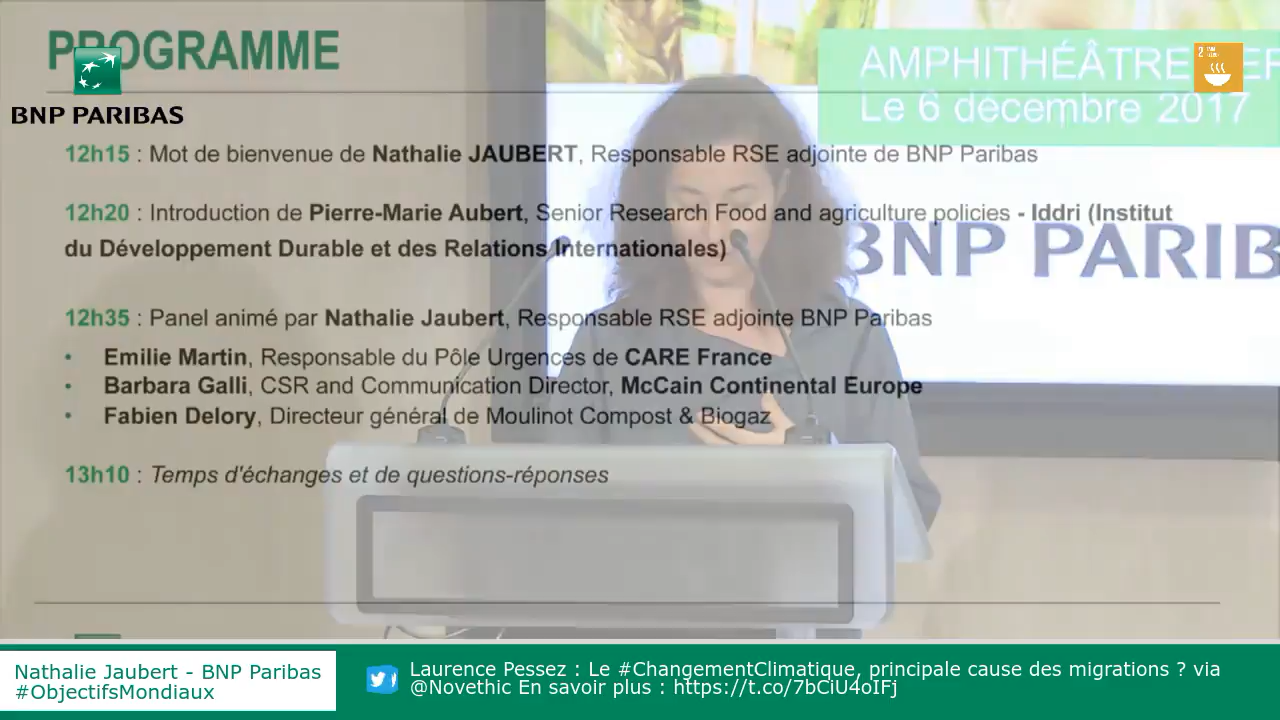 PROGRAMME
BNP PARIBAS
AMPHITHÉÂTRE
Le 6 décembre 2017
12h15 : Mot de bienvenue de Nathalie JAUBERT, Responsable RSE adjointe de BNP Paribas
12h20 : Introduction de Pierre-Marie Aubert, Senior Research Food and agriculture policies - Iddri (Institut
du Développement Durable et des Relations Internationales)
BNP PARIB
12h35 : Panel animé par Nathalie Jaubert, Responsable RSE adjointe BNP Paribas
• Emilie Martin, Responsable du Pôle Urgences de CARE France
• Barbara Galli, CSR and Communication Director, McCain Continental Europe
• Fabien Delory, Directeur général de Moulinot Compost & Biogaz
13h10 : Temps d'échanges et de questions-réponses
Nathalie Jaubert - BNP Paribas
#ObjectifsMondiaux
Laurence Pessez : Le #ChangementClimatique, principale cause des migrations ? via
@Novethic En savoir plus : https://t.co/7bCiU4oIFj